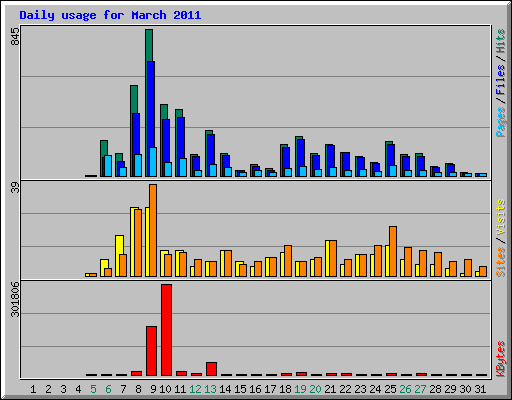 Daily usage for March 2011
845
Pages / Files / Hits
39
Sites / Visits
301806
KBytes
1 2 3 4 5 6 7 8 9 10 11 12 13 14 15 16 17 18 19 20 21 22 23 24 25 26 27 28 29 30 31